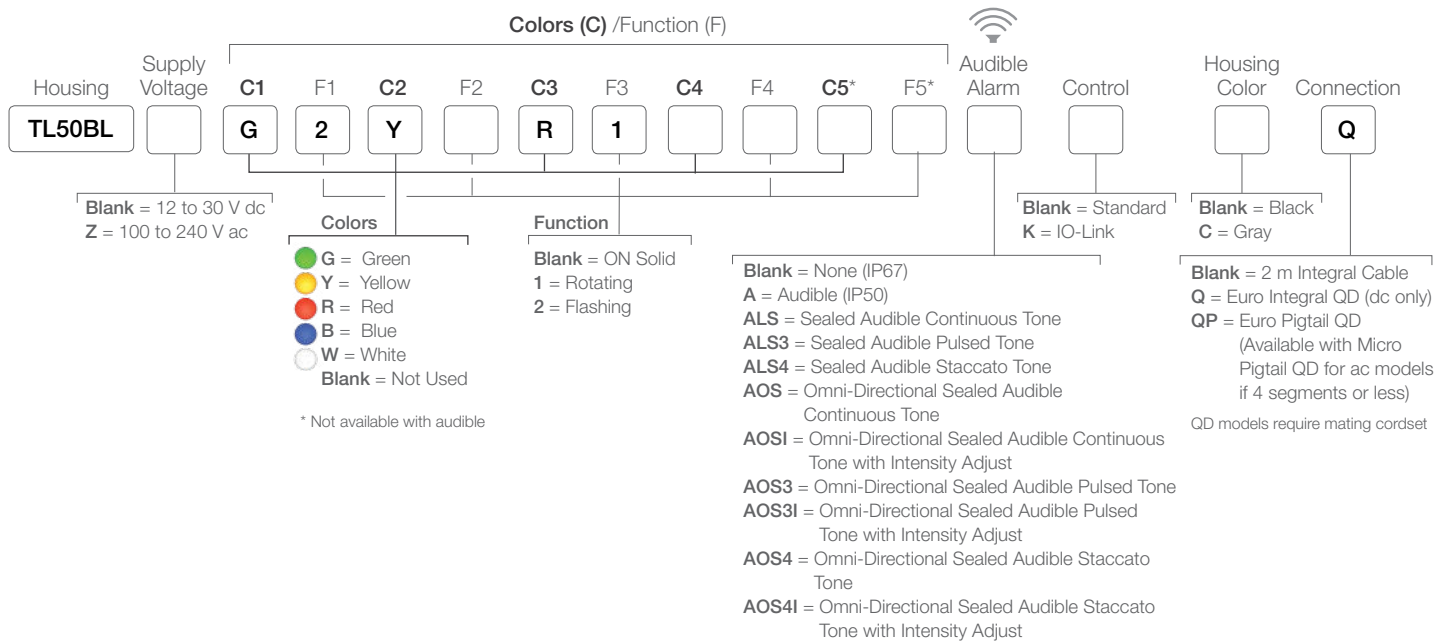 Colors (C) /Function (F)
Housing
Supply
Voltage
C1
F1
C2
F2
C3
F3
C4
F4
C5*
F5*
Audible
Alarm
Control
Housing
Color
Connection
TL50BL
G
2
Y
R
1
Q
Blank = 12 to 30 V dc
Z = 100 to 240 V ac
Colors
G = Green
Y = Yellow
R = Red
B = Blue
W = White
Blank = Not Used
* Not available with audible
Function
Blank = ON Solid
1 = Rotating
2 = Flashing
Blank = None (IP67)
A = Audible (IP50)
ALS = Sealed Audible Continuous Tone
ALS3 = Sealed Audible Pulsed Tone
ALS4 = Sealed Audible Staccato Tone
AOS = Omni-Directional Sealed Audible
Continuous Tone
AOSI = Omni-Directional Sealed Audible Continuous
Tone with Intensity Adjust
AOS3 = Omni-Directional Sealed Audible Pulsed Tone
AOS3I = Omni-Directional Sealed Audible Pulsed
Tone with Intensity Adjust
AOS4 = Omni-Directional Sealed Audible Staccato
Tone
AOS4I = Omni-Directional Sealed Audible Staccato
Tone with Intensity Adjust
Blank = Standard
K = IO-Link
Blank = Black
C = Gray
Blank = 2 m Integral Cable
Q = Euro Integral QD (dc only)
QP = Euro Pigtail QD
(Available with Micro
Pigtail QD for ac models
if 4 segments or less)
QD models require mating cordset